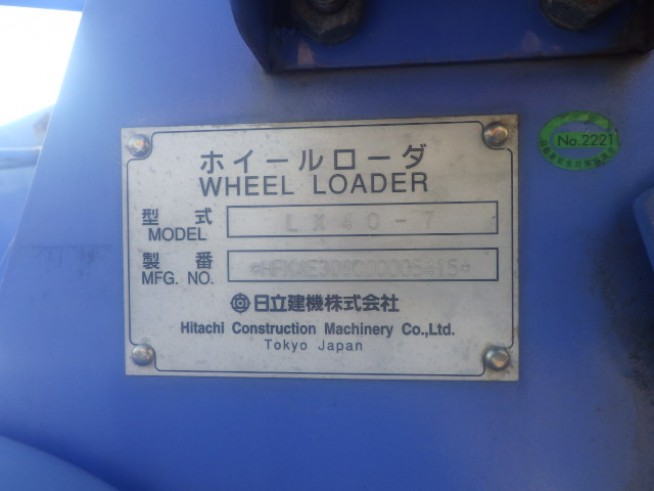 ホイールローダ
WHEEL LOADER
型式 LX40-7
MODEL
製番
MFG. NO.
日立建機株式会社
Hitachi Construction Machinery Co.,Ltd.
Tokyo Japan
No.2221